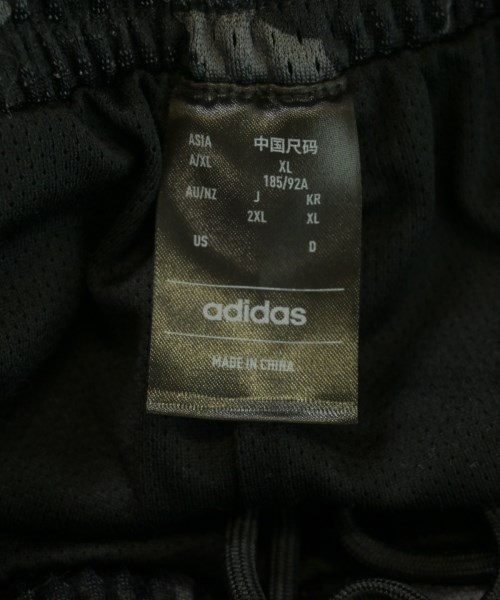 ASIA 中国尺码
A/XL XL
185/92A
AU/NZ J KR
2XL XL
US D
adidas
MADE IN CHINA